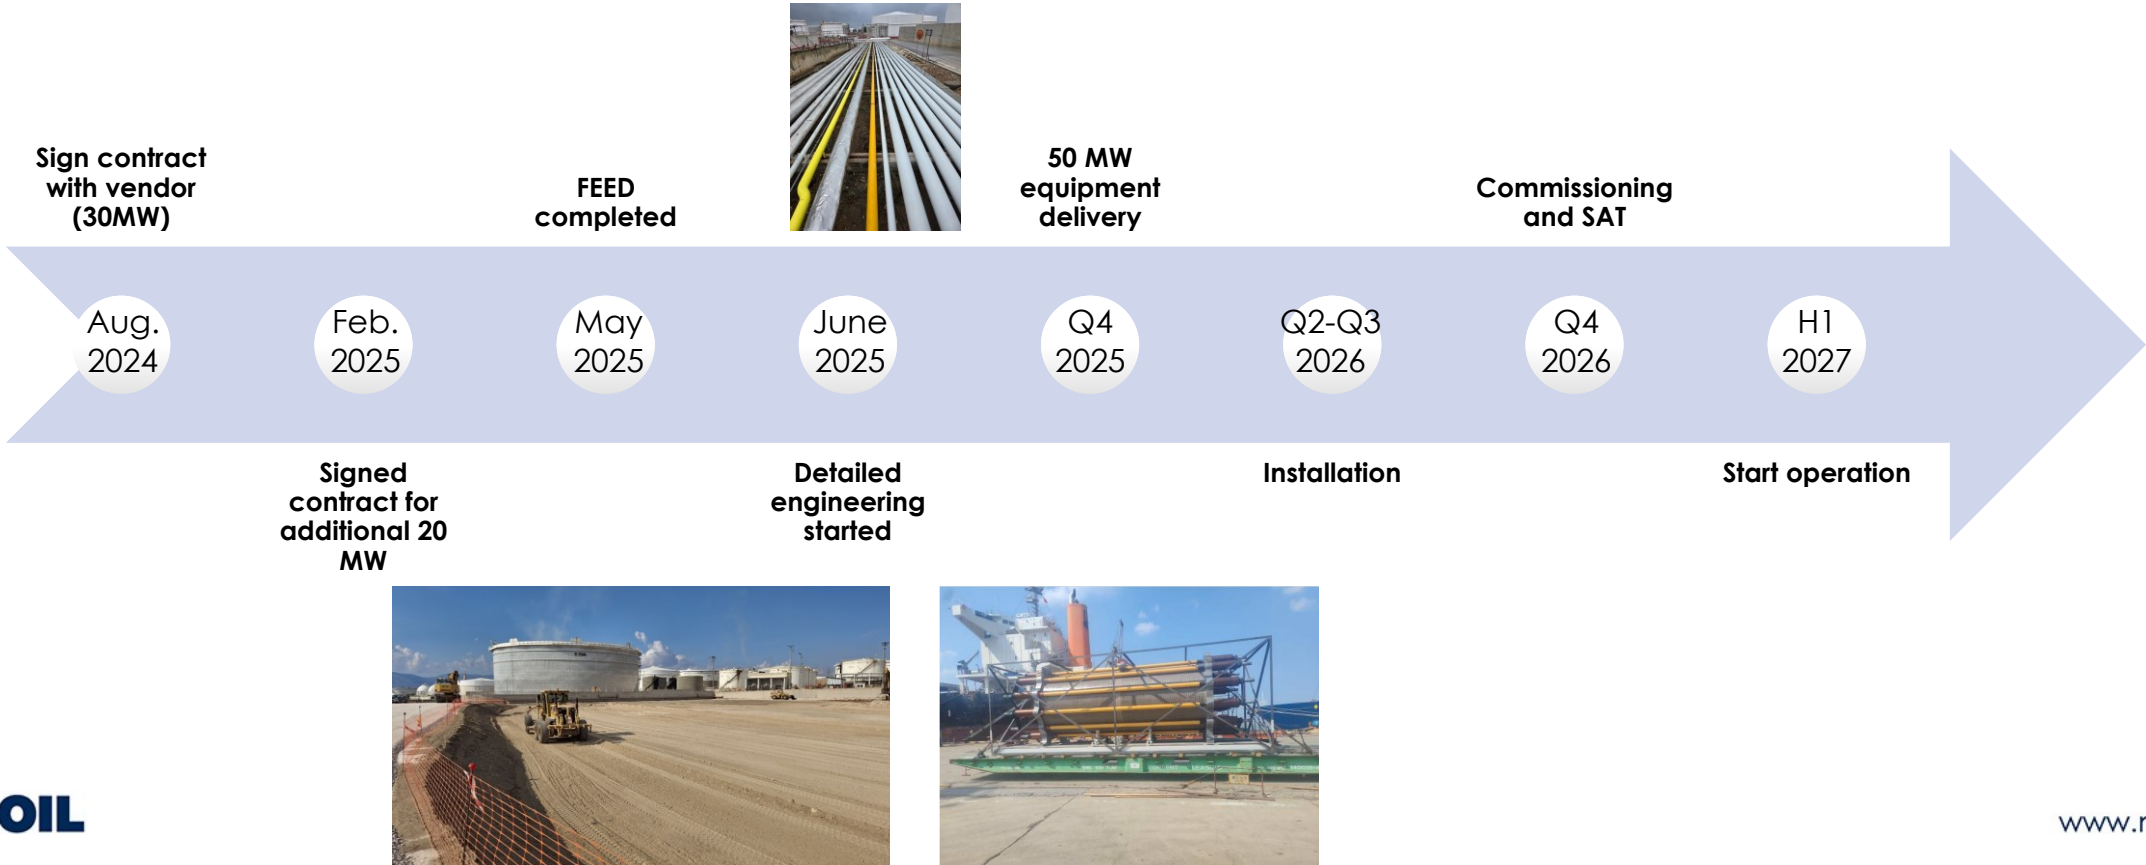 Sign contract
with vendor
(30MW)
FEED
completed
50 MW
equipment
delivery
Commissioning
and SAT
Aug.
2024
Feb.
2025
May
2025
June
2025
Q4
2025
Q2-Q3
2026
Q4
2026
H1
2027
Signed
contract for
additional 20
MW
Detailed
engineering
started
Installation
Start operation
OIL
www.r